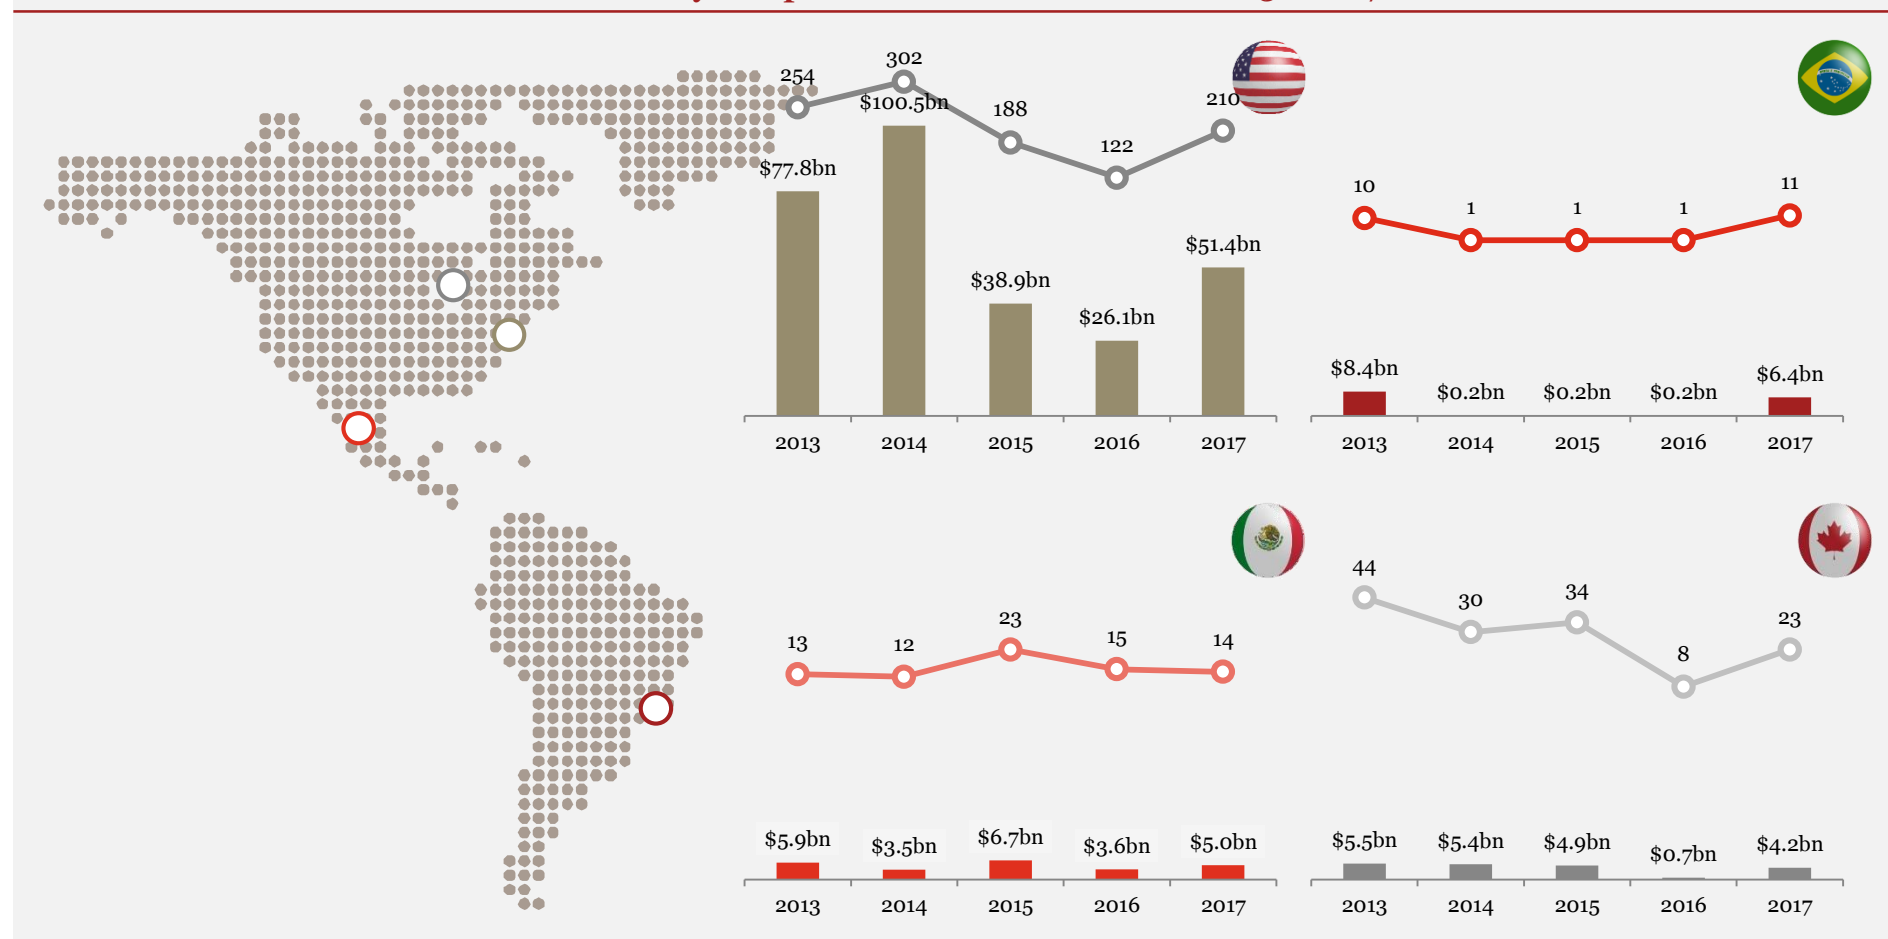 254
302
188
122
210
$77.8bn
$100.5bn
$38.9bn
$26.1bn
$51.4bn
2013 2014 2015 2016 2017
10
1
1
1
11
$8.4bn
$0.2bn
$0.2bn
$0.2bn
$6.4bn
2013 2014 2015 2016 2017
13
12
23
15
14
$5.9bn
$3.5bn
$6.7bn
$3.6bn
$5.0bn
2013 2014 2015 2016 2017
44
30
34
8
23
$5.5bn
$5.4bn
$4.9bn
$0.7bn
$4.2bn
2013 2014 2015 2016 2017